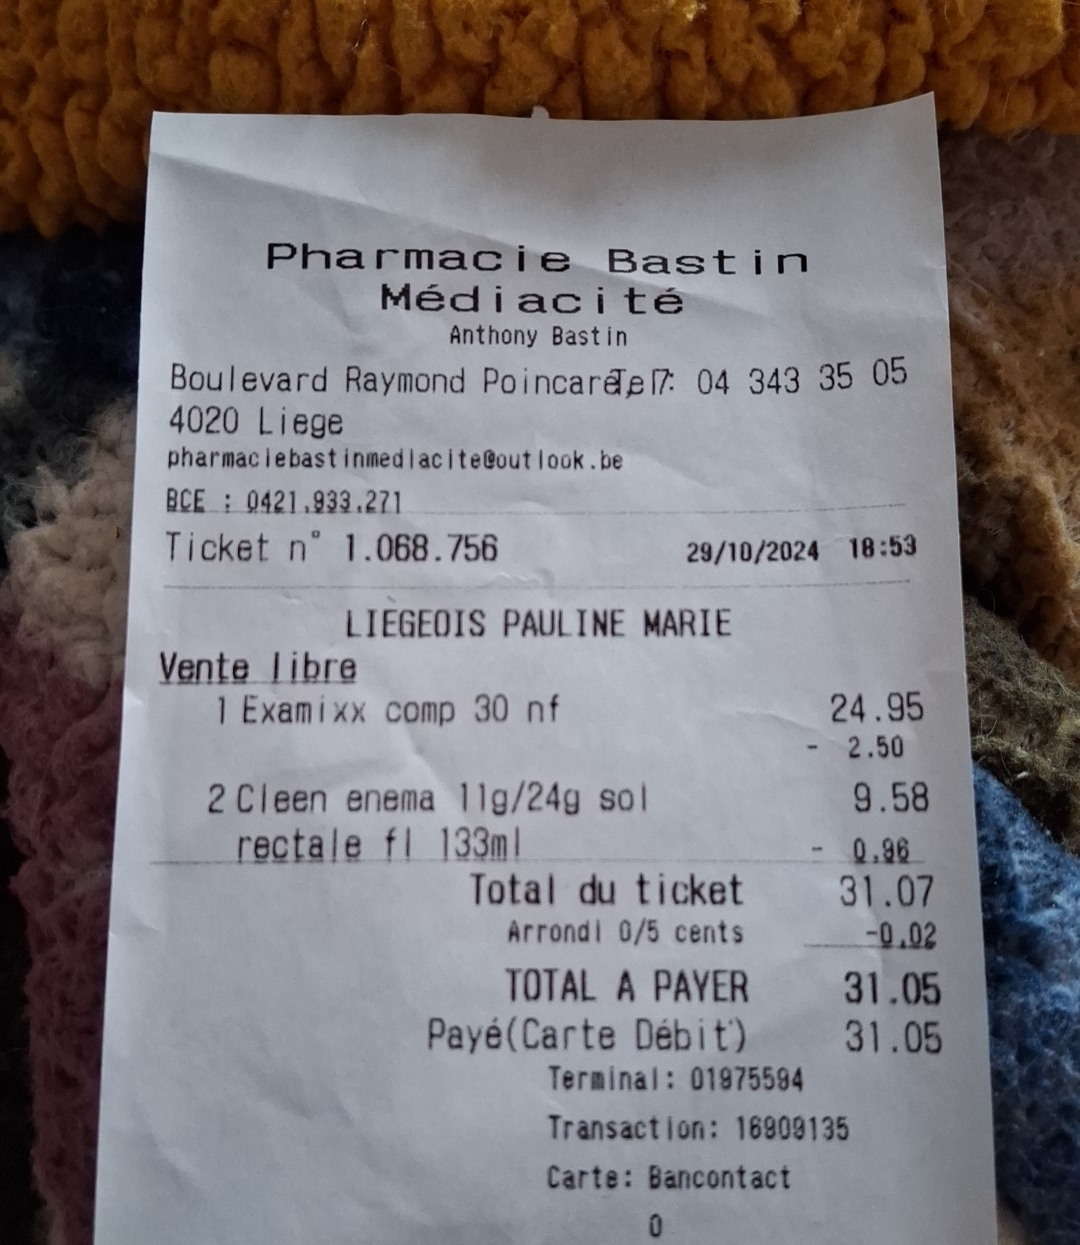 Pharmacie Bastin
Médiacité
Anthony Bastin
Boulevard Raymond Poincaré 7 Tel: 04 343 35 05
4020 Liege
pharmaciebastinmediacite@outlook.be
BCE : 0421.933.271
Ticket n° 1.068.756 29/10/2024 18:53
LIEGEOIS PAULINE MARIE
Vente libre
1 Examixx comp 30 nf 24.95
- 2.50
2 Cleen enema 11g/24g sol 9.58
rectale fl 133ml - 0.96
Total du ticket 31.07
Arrondi 0/5 cents -0.02
TOTAL A PAYER 31.05
Payé(Carte Débit) 31.05
Terminal: 01975594
Transaction: 16909135
Carte: Bancontact
0